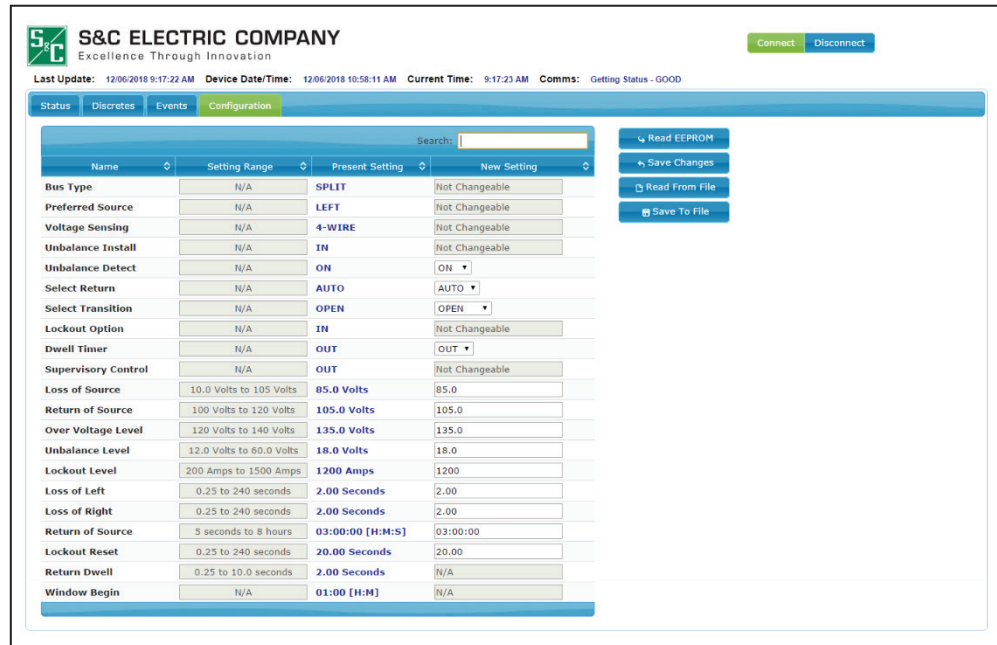 S&C ELECTRIC COMPANY
Excellence Through Innovation
Connect Disconnect
Last Update: 12/06/2018 9:17:22 AM Device Date/Time: 12/06/2018 10:58:11 AM Current Time: 9:17:23 AM Comms: Getting Status - GOOD
Status Discretes Events Configuration
Search:
Read EEPROM
Save Changes
Read From File
Save To File
Name Setting Range Present Setting New Setting
Bus Type N/A SPLIT Not Changeable
Preferred Source N/A LEFT Not Changeable
Voltage Sensing N/A 4-WIRE Not Changeable
Unbalance Install N/A IN Not Changeable
Unbalance Detect N/A ON ON
Select Return N/A AUTO AUTO
Select Transition N/A OPEN OPEN
Lockout Option N/A IN Not Changeable
Dwell Timer N/A OUT OUT
Supervisory Control N/A OUT Not Changeable
Loss of Source 10.0 Volts to 105 Volts 85.0 Volts 85.0
Return of Source 100 Volts to 120 Volts 105.0 Volts 105.0
Over Voltage Level 120 Volts to 140 Volts 135.0 Volts 135.0
Unbalance Level 12.0 Volts to 60.0 Volts 18.0 Volts 18.0
Lockout Level 200 Amps to 1500 Amps 1200 Amps 1200
Loss of Left 0.25 to 240 seconds 2.00 Seconds 2.00
Loss of Right 0.25 to 240 seconds 2.00 Seconds 2.00
Return of Source 5 seconds to 8 hours 03:00:00 [H:M:S] 03:00:00
Lockout Reset 0.25 to 240 seconds 20.00 Seconds 20.00
Return Dwell 0.25 to 10.0 seconds 2.00 Seconds N/A
Window Begin N/A 01:00 [H:M] N/A